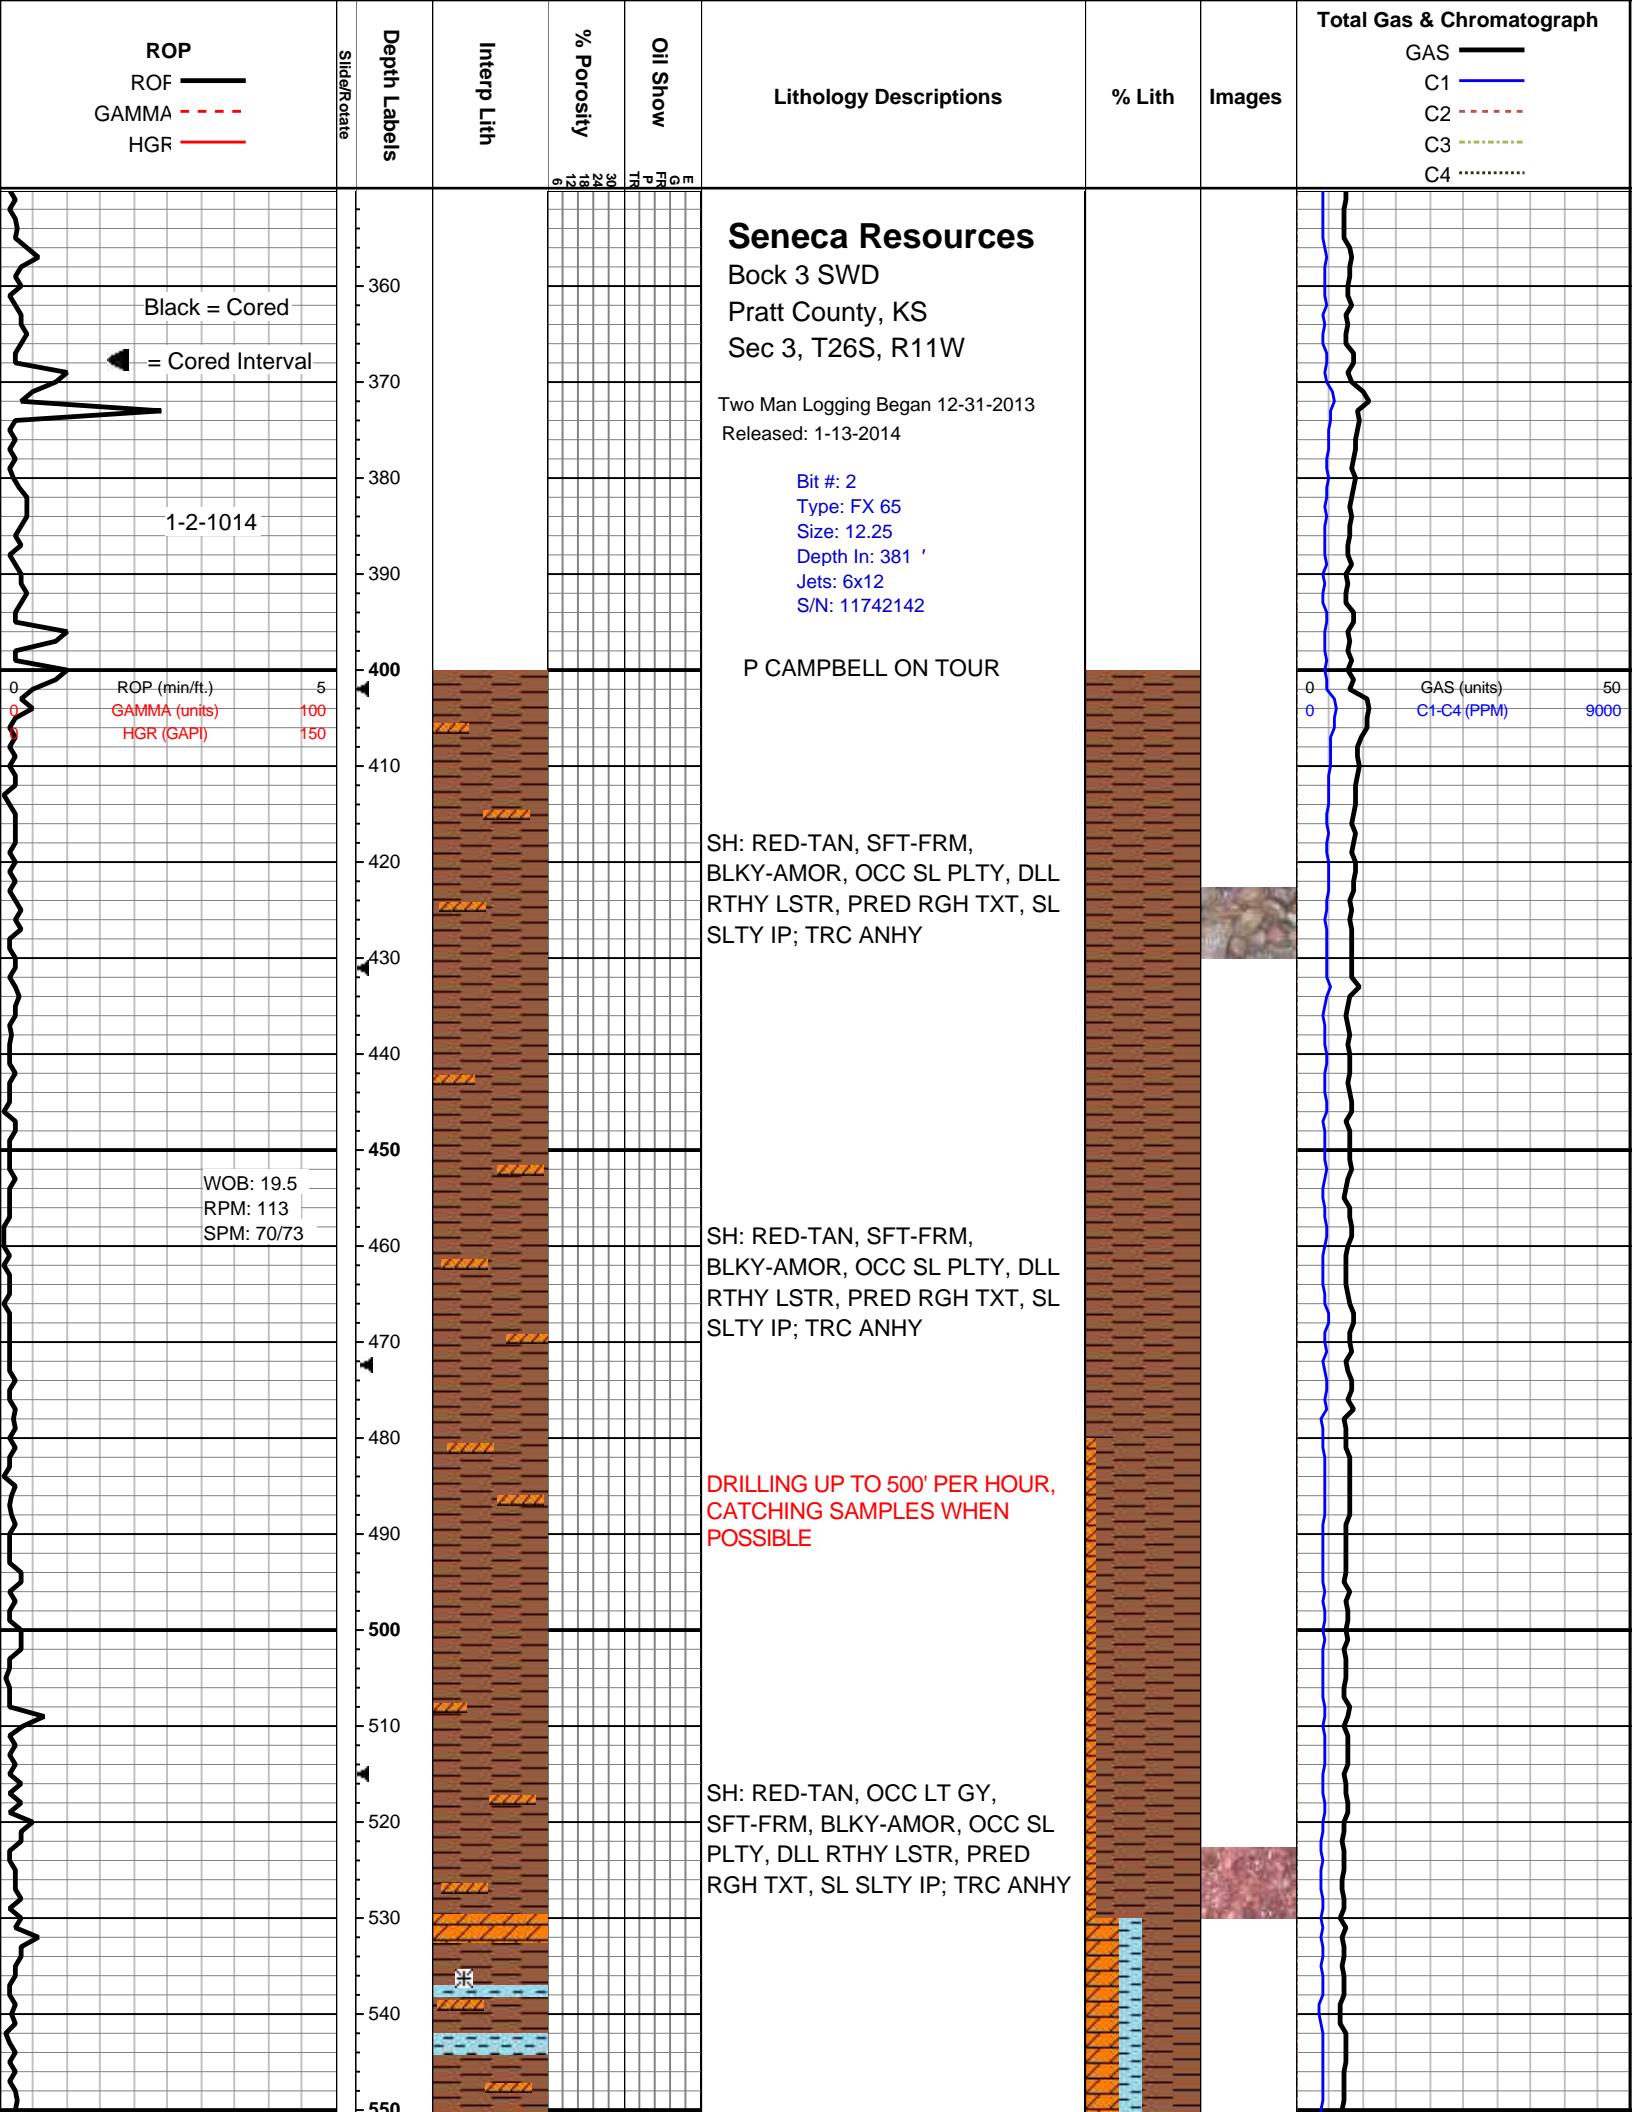 ROP
ROP
GAMMA
HGR
Slide/Rotate
Depth Labels
Interp Lith
% Porosity
6 12 18 24 30
Oil Show
TR P FR G E
Lithology Descriptions
% Lith
Images
Total Gas & Chromatograph
GAS
C1
C2
C3
C4
Seneca Resources
Bock 3 SWD
Pratt County, KS
Sec 3, T26S, R11W
Two Man Logging Began 12-31-2013
Released: 1-13-2014
Bit #: 2
Type: FX 65
Size: 12.25
Depth In: 381 '
Jets: 6x12
S/N: 11742142
P CAMPBELL ON TOUR
Black = Cored
= Cored Interval
1-2-1014
0 ROP (min/ft.) 5
0 GAMMA (units) 100
0 HGR (GAPI) 150
0 GAS (units) 50
0 C1-C4 (PPM) 9000
WOB: 19.5
RPM: 113
SPM: 70/73
360
370
380
390
400
410
420
430
440
450
460
470
480
490
500
510
520
530
540
550
SH: RED-TAN, SFT-FRM,
BLKY-AMOR, OCC SL PLTY, DLL
RTHY LSTR, PRED RGH TXT, SL
SLTY IP; TRC ANHY
SH: RED-TAN, SFT-FRM,
BLKY-AMOR, OCC SL PLTY, DLL
RTHY LSTR, PRED RGH TXT, SL
SLTY IP; TRC ANHY
DRILLING UP TO 500' PER HOUR,
CATCHING SAMPLES WHEN
POSSIBLE
SH: RED-TAN, OCC LT GY,
SFT-FRM, BLKY-AMOR, OCC SL
PLTY, DLL RTHY LSTR, PRED
RGH TXT, SL SLTY IP; TRC ANHY